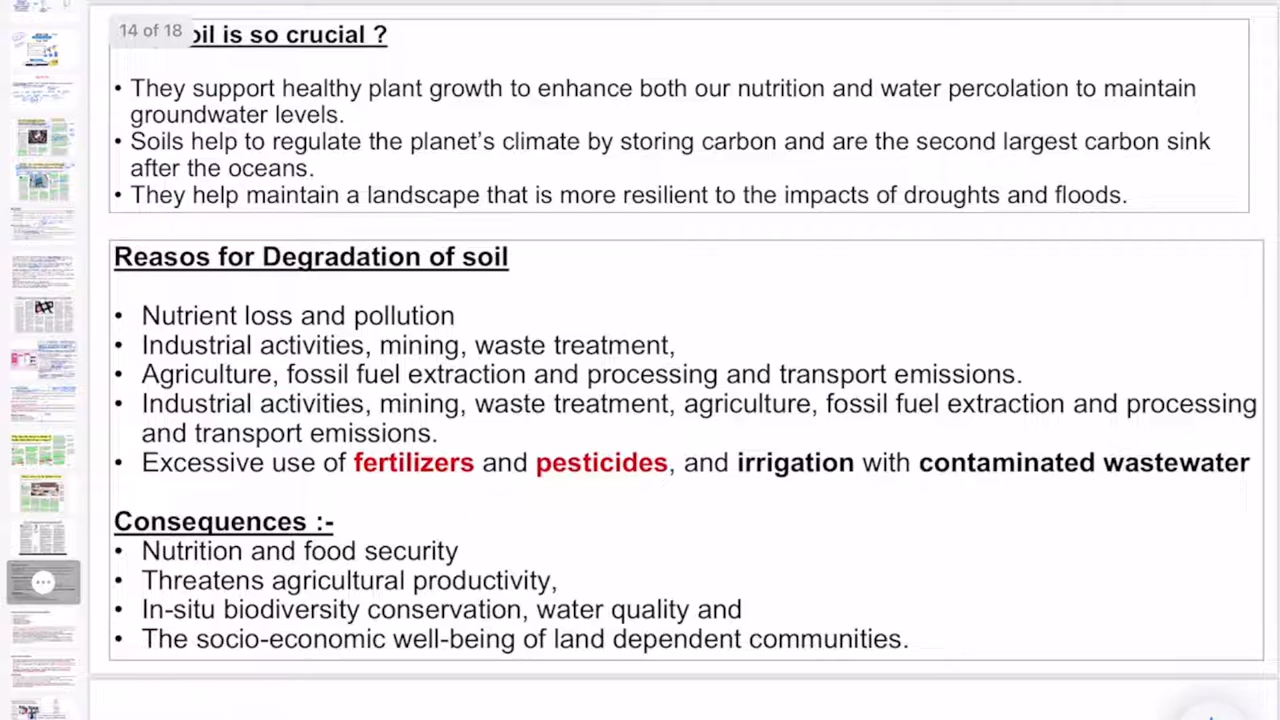 14 of 18
oil is so crucial ?
• They support healthy plant growth to enhance both our nutrition and water percolation to maintain
groundwater levels.
• Soils help to regulate the planet's climate by storing carbon and are the second largest carbon sink
after the oceans.
• They help maintain a landscape that is more resilient to the impacts of droughts and floods.
Reasos for Degradation of soil
• Nutrient loss and pollution
• Industrial activities, mining, waste treatment,
• Agriculture, fossil fuel extraction and processing and transport emissions.
• Industrial activities, mining, waste treatment, agriculture, fossil fuel extraction and processing
and transport emissions.
• Excessive use of fertilizers and pesticides, and irrigation with contaminated wastewater
Consequences :-
• Nutrition and food security
• Threatens agricultural productivity,
• In-situ biodiversity conservation, water quality and
• The socio-economic well-being of land dependent communities.